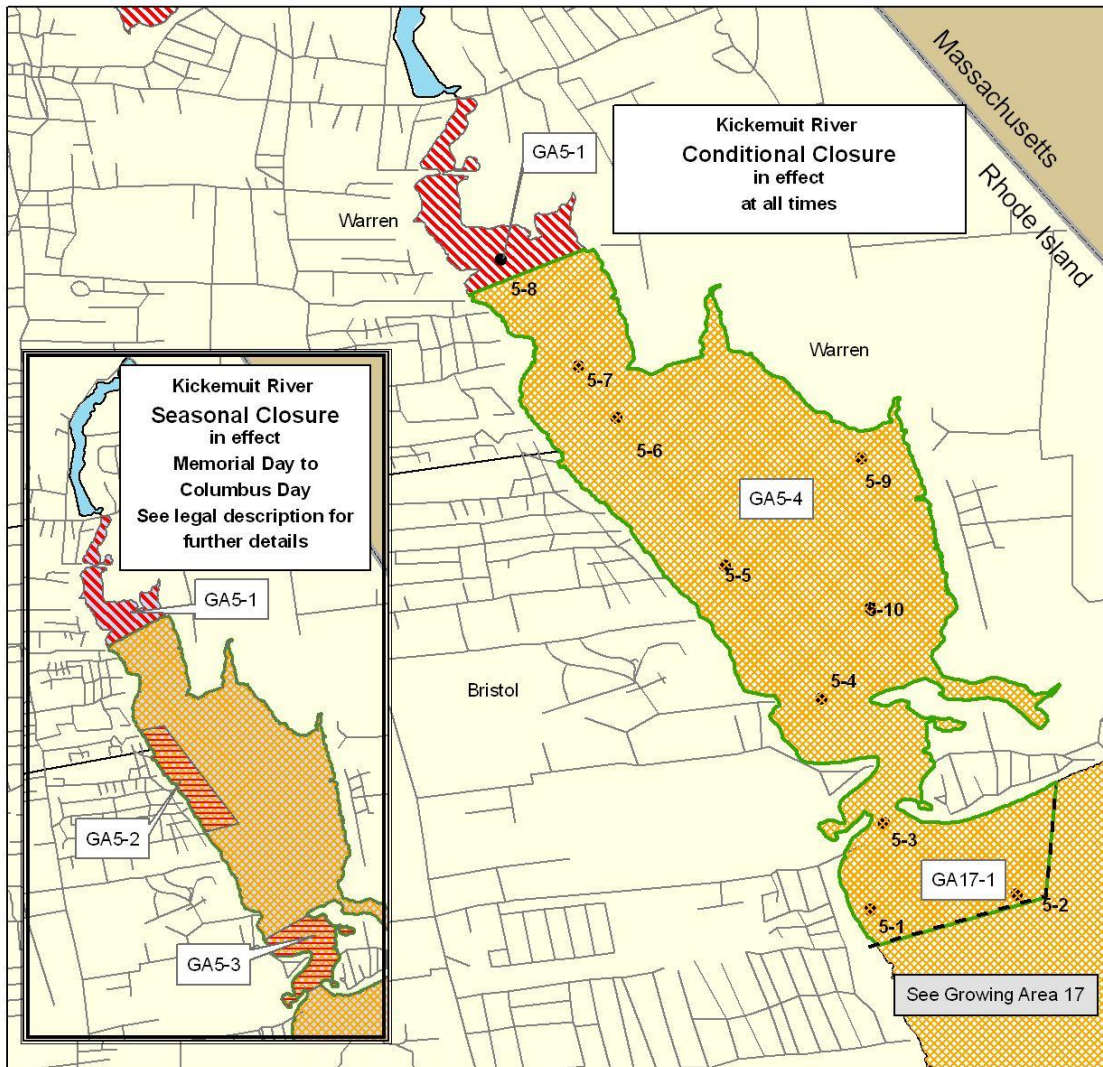 Massachusetts
Rhode Island
Kickemuit River
Conditional Closure
in effect
at all times
GA5-1
Warren
5-8
Warren
5-7
5-6
5-9
GA5-4
5-5
5-10
Bristol
5-4
5-3
GA17-1
5-2
5-1
See Growing Area 17
Kickemuit River
Seasonal Closure
in effect
Memorial Day to
Columbus Day
See legal description for
further details
GA5-1
GA5-2
GA5-3